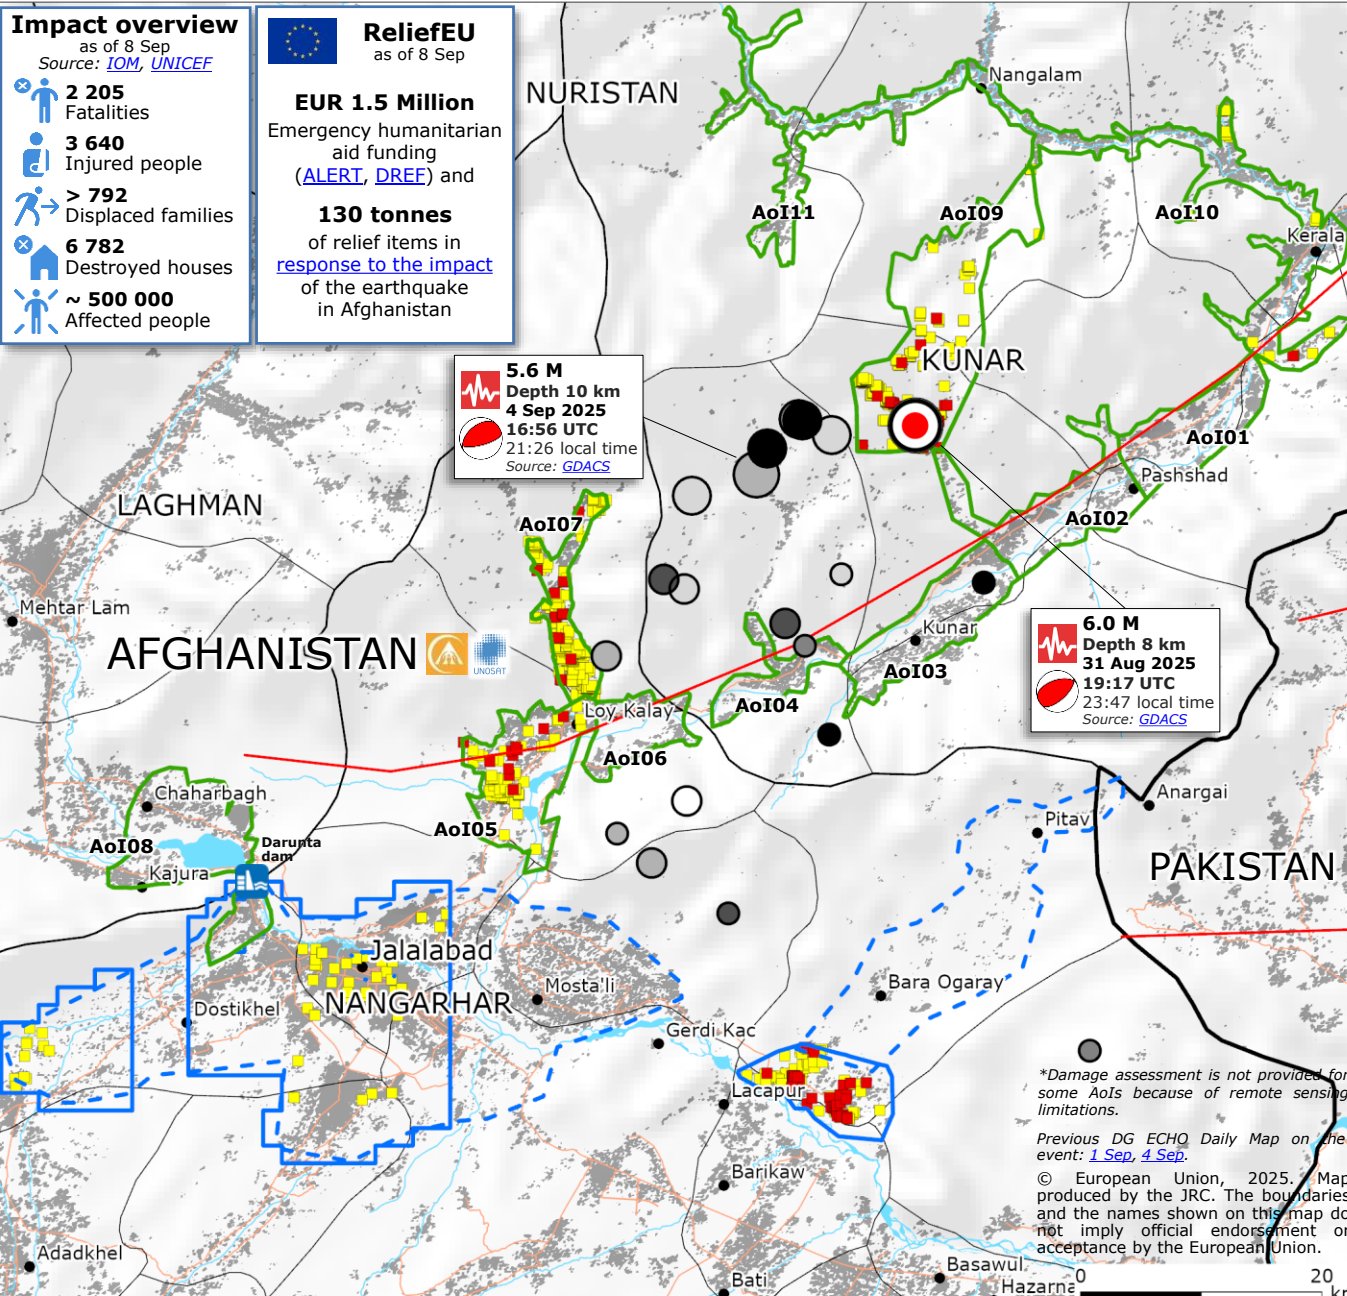 Impact overview
as of 8 Sep
Source: IOM, UNICEF
2 205
Fatalities
3 640
Injured people
> 792
Displaced families
6 782
Destroyed houses
~ 500 000
Affected people
ReliefEU
as of 8 Sep
EUR 1.5 Million
Emergency humanitarian
aid funding
(ALERT, DREF) and
130 tonnes
of relief items in
response to the impact
of the earthquake
in Afghanistan
NURISTAN
Nangalam
AoI11
AoI09
AoI10
Kerala
KUNAR
5.6 M
Depth 10 km
4 Sep 2025
16:56 UTC
21:26 local time
Source: GDACS
AoI01
Pashshad
AoI02
LAGHMAN
AoI07
Mehtar Lam
AFGHANISTAN
UNOSAT
Kunar
AoI03
6.0 M
Depth 8 km
31 Aug 2025
19:17 UTC
23:47 local time
Source: GDACS
AoI04
Loy Kalay
AoI06
Chaharbagh
AoI05
AoI08
Darunta
dam
Kajura
Anargai
Pitav
PAKISTAN
Jalalabad
NANGARHAR
Mosta'li
Bara Ogaray
Dostikhel
Gerdi Kac
Lacapur
Barikaw
Adadkhel
Bati
Basawul
Hazarna
*Damage assessment is not provided for
some AoIs because of remote sensing
limitations.
Previous DG ECHO Daily Map on the
event: 1 Sep, 4 Sep.
© European Union, 2025. Map
produced by the JRC. The boundaries
and the names shown on this map do
not imply official endorsement or
acceptance by the European Union.
0 20
km